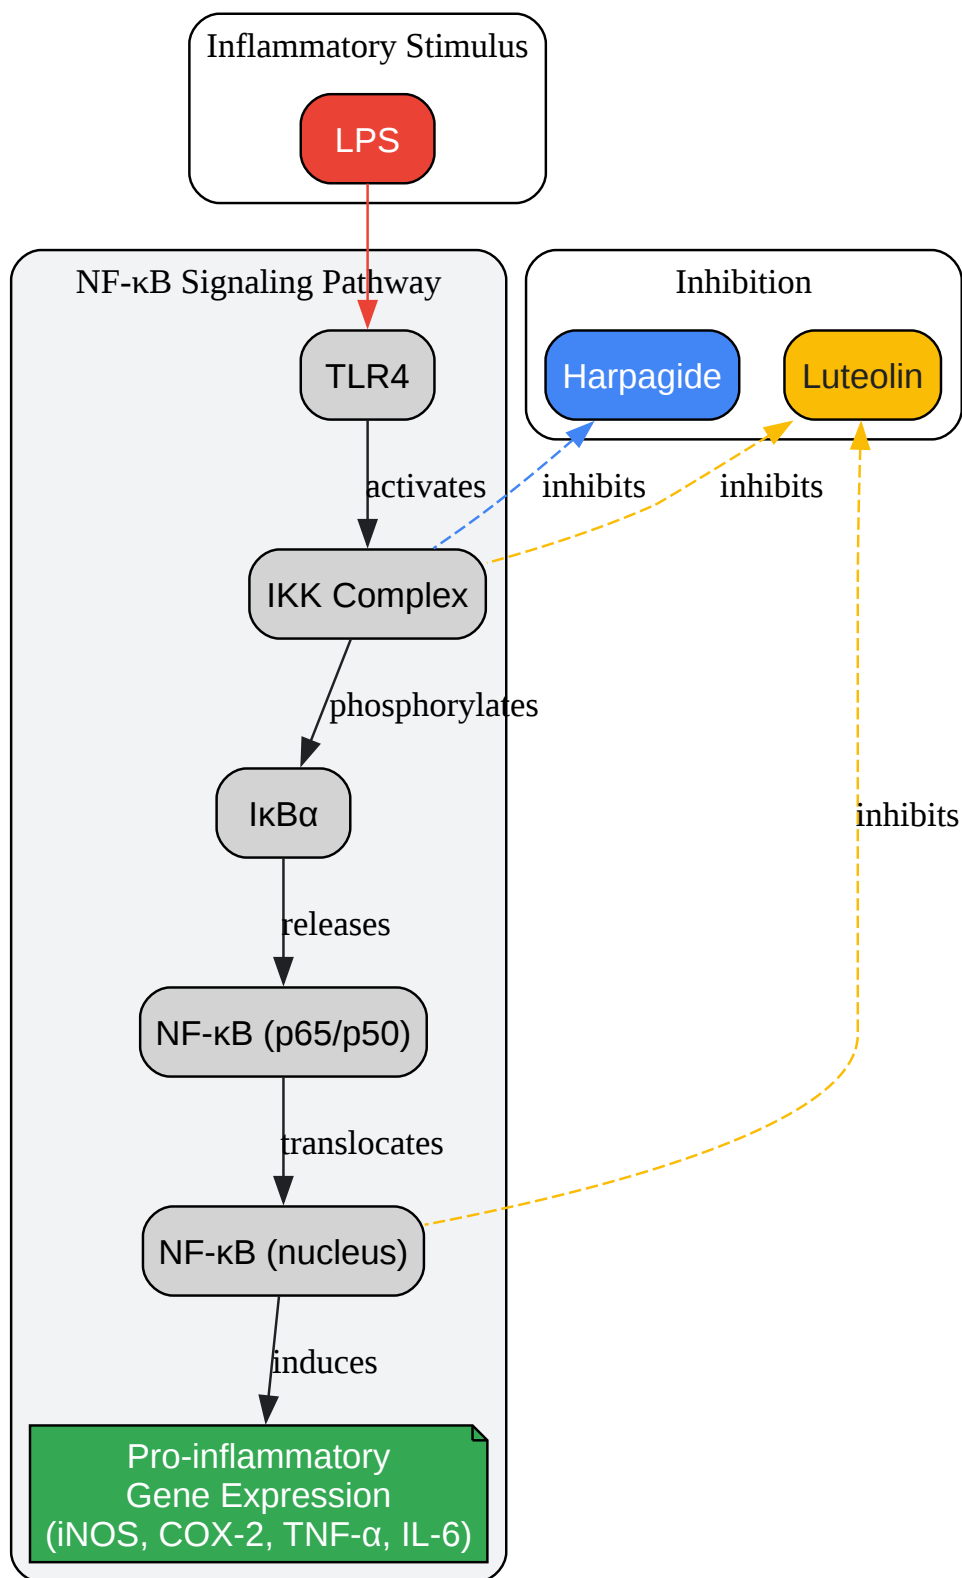 Inflammatory Stimulus
LPS
NF-κB Signaling Pathway
Inhibition
TLR4
Harpagide
Luteolin
activates
inhibits
inhibits
IKK Complex
phosphorylates
IκBα
inhibits
releases
NF-κB (p65/p50)
translocates
NF-κB (nucleus)
induces
Pro-inflammatory
Gene Expression
(iNOS, COX-2, TNF-α, IL-6)